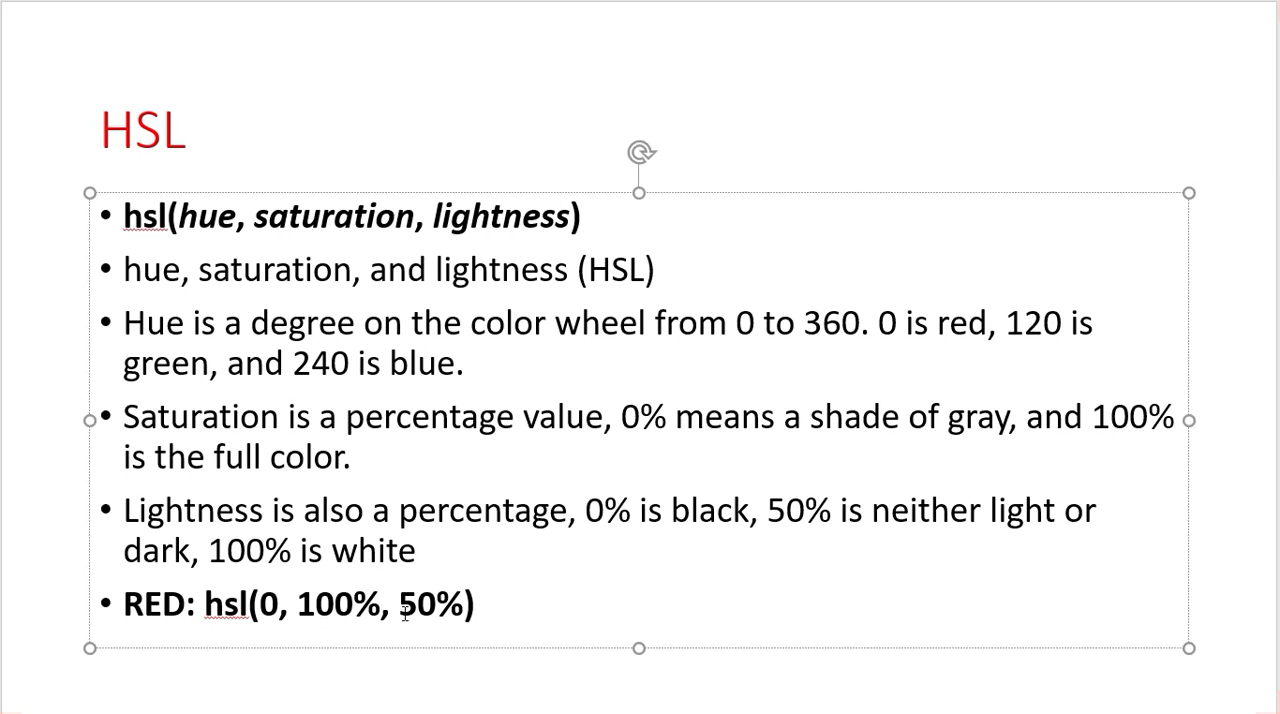 HSL
• hsl(hue, saturation, lightness)
• hue, saturation, and lightness (HSL)
• Hue is a degree on the color wheel from 0 to 360. 0 is red, 120 is
green, and 240 is blue.
• Saturation is a percentage value, 0% means a shade of gray, and 100%
is the full color.
• Lightness is also a percentage, 0% is black, 50% is neither light or
dark, 100% is white
• RED: hsl(0, 100%, 50%)